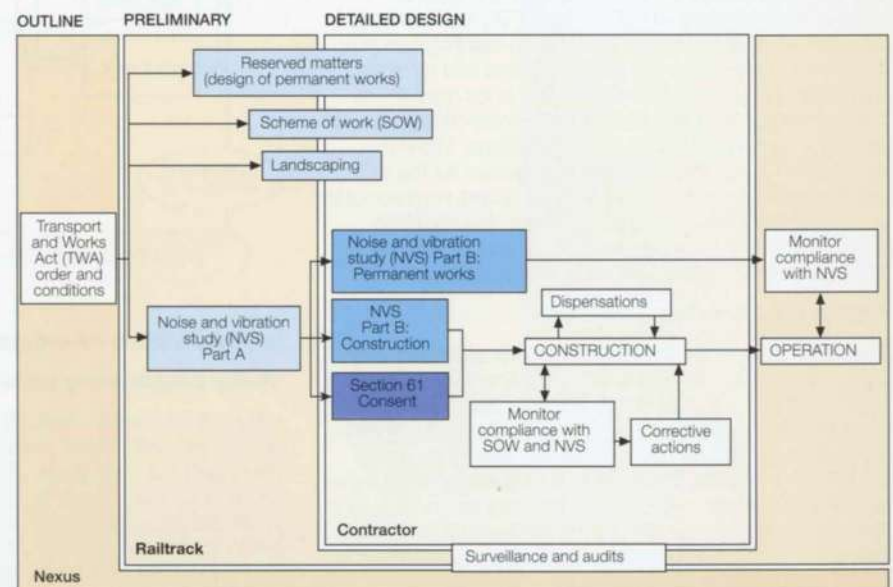 OUTLINE
PRELIMINARY
DETAILED DESIGN
Reserved matters
(design of permanent works)
Scheme of work (SOW)
Landscaping
Transport
and Works
Act (TWA)
order and
conditions
Noise and vibration
study (NVS)
Part A
Noise and vibration
study (NVS) Part B:
Permanent works
NVS
Part B:
Construction
Section 61
Consent
Dispensations
CONSTRUCTION
Monitor
compliance with
SOW and NVS
Corrective
actions
Monitor
compliance
with NVS
OPERATION
Contractor
Railtrack
Surveillance and audits
Nexus